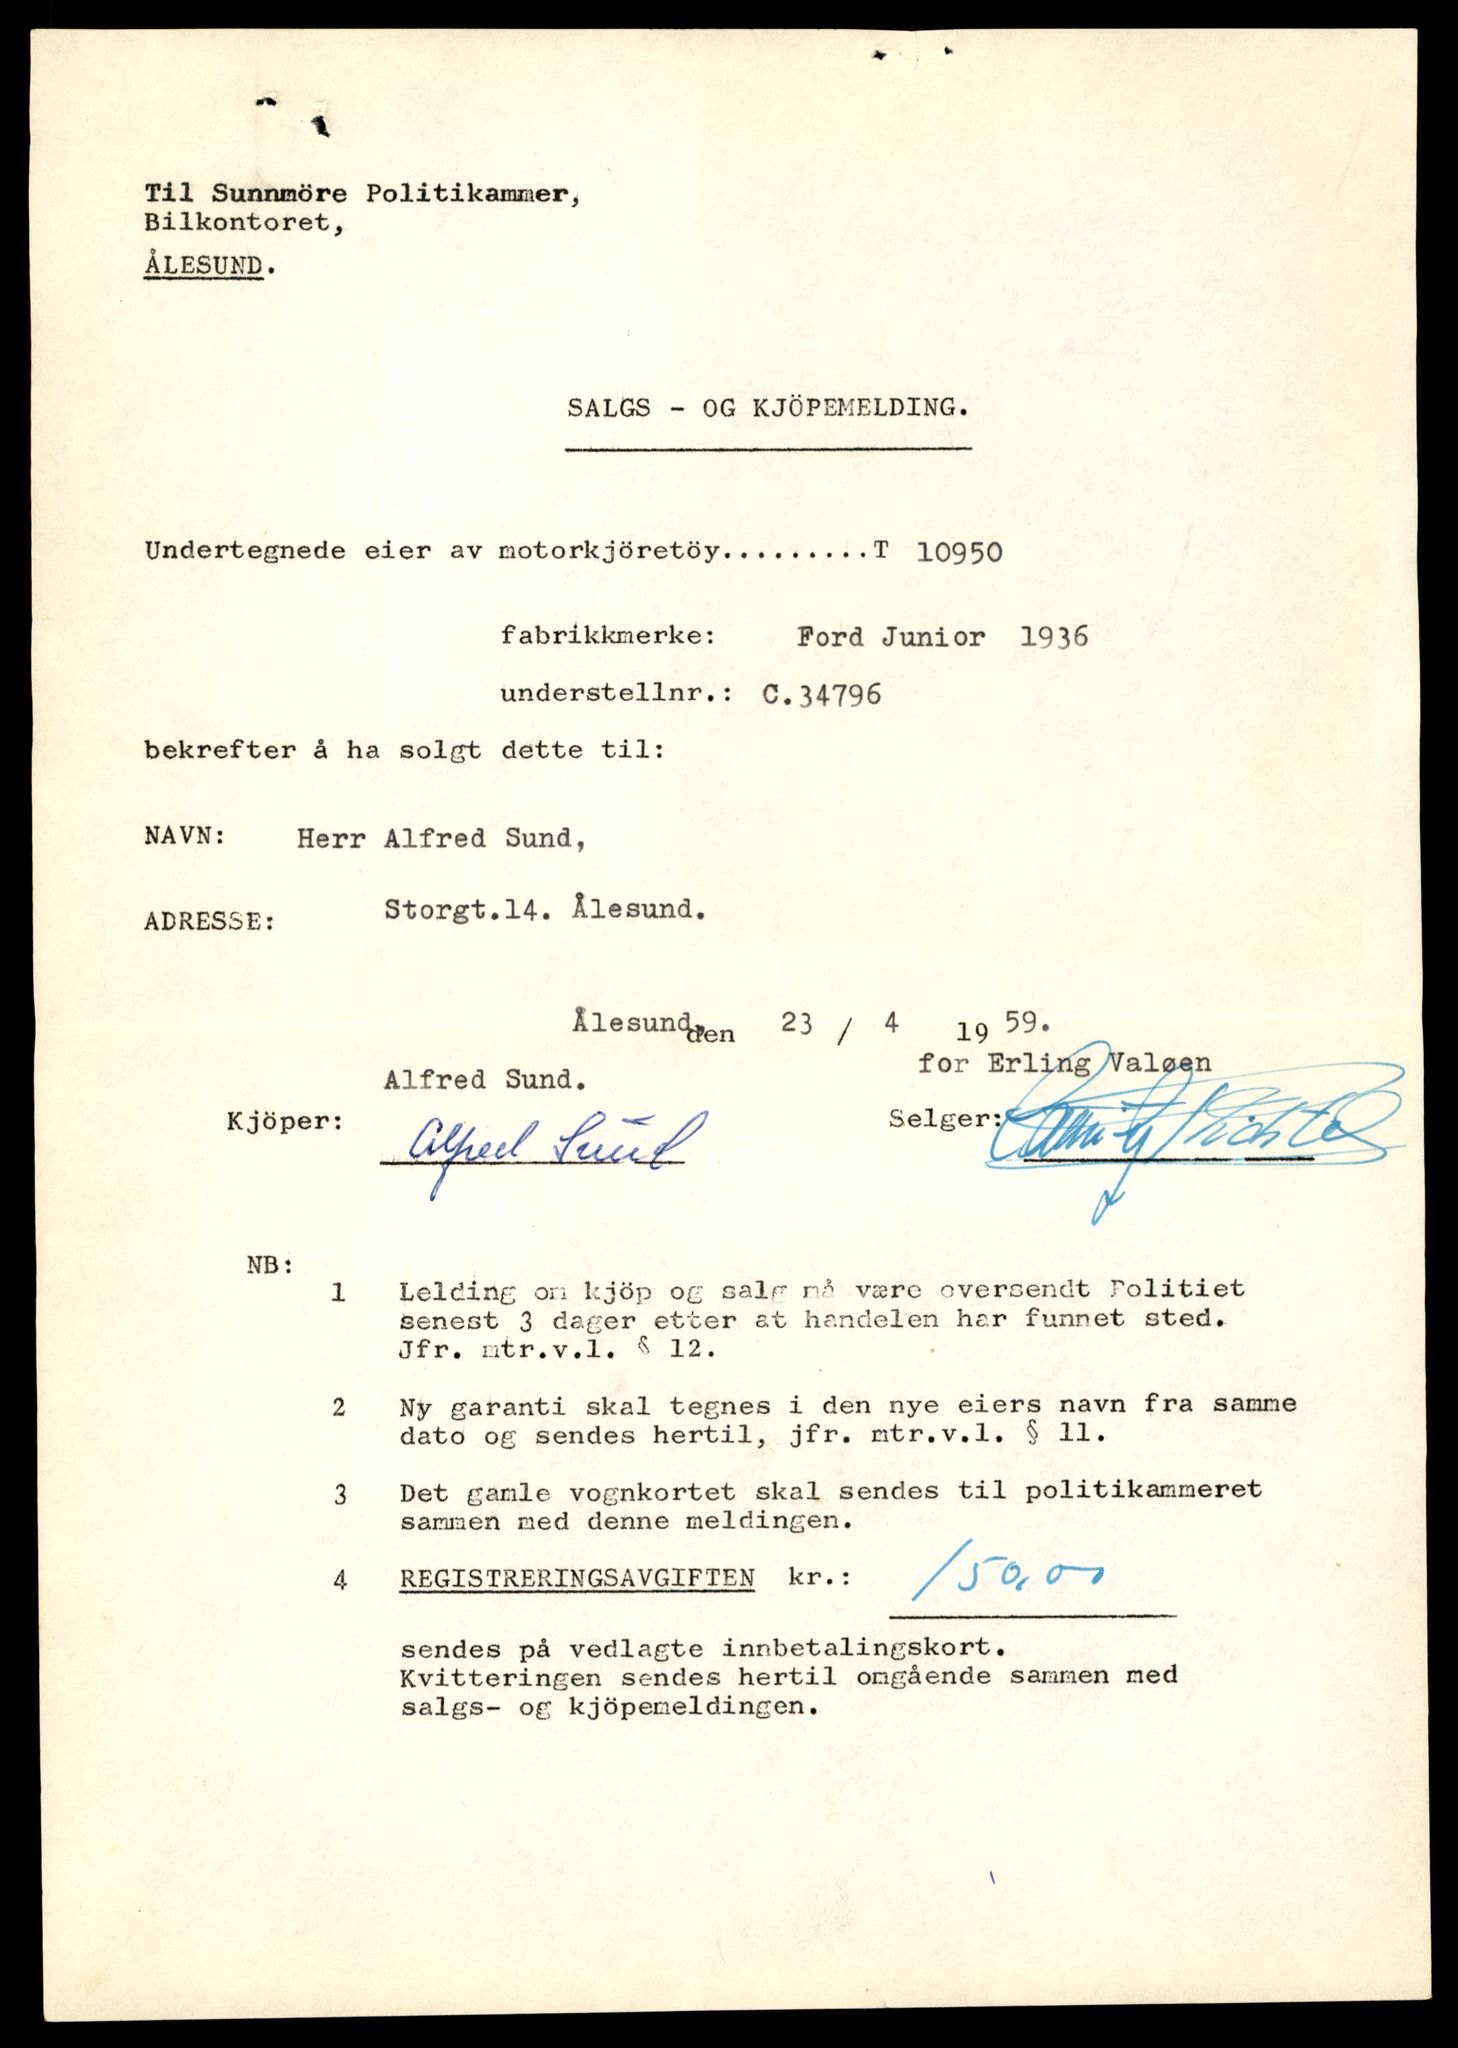 Til Sunnmöre Politikammer,
Bilkontoret,
ÅLESUND.
SALGS - OG KJÖPEMELDING.
Undertegnede eier av motorkjöretöy.........T 10950
fabrikkmerke: Ford Junior 1936
understellnr.: C.34796
bekrefter å ha solgt dette til:
NAVN: Herr Alfred Sund,
ADRESSE: Storgt.14. Ålesund.
Ålesund, den 23 / 4 19 59.
for Erling Valøen
Alfred Sund.
Kjöper: Alfred Sund Selger:
NB:
1 Lelding om kjöp og salg må være oversendt Politiet
senest 3 dager etter at handelen har funnet sted.
Jfr. mtr.v.l. § 12.
2 Ny garanti skal tegnes i den nye eiers navn fra samme
dato og sendes hertil, jfr. mtr.v.l. § 11.
3 Det gamle vognkortet skal sendes til politikammeret
sammen med denne meldingen.
4 REGISTRERINGSAVGIFTEN kr.: 150,00
sendes på vedlagte innbetalingskort.
Kvitteringen sendes hertil omgående sammen med
salgs- og kjöpemeldingen.